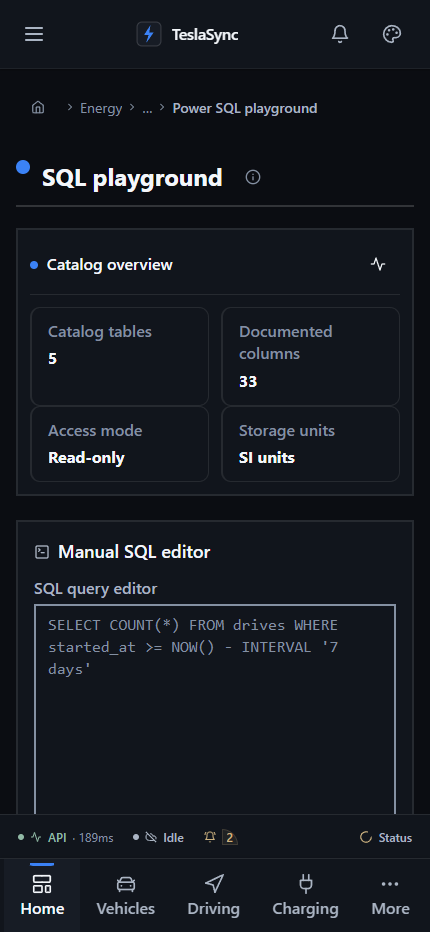 TeslaSync
Energy
...
Power SQL playground
SQL playground
Catalog overview
Catalog tables
5
Documented
columns
33
Access mode
Read-only
Storage units
SI units
Manual SQL editor
SQL query editor
SELECT COUNT(*) FROM drives WHERE
started_at >= NOW() - INTERVAL '7
days'
API · 189ms
Idle
2
Status
Home
Vehicles
Driving
Charging
More